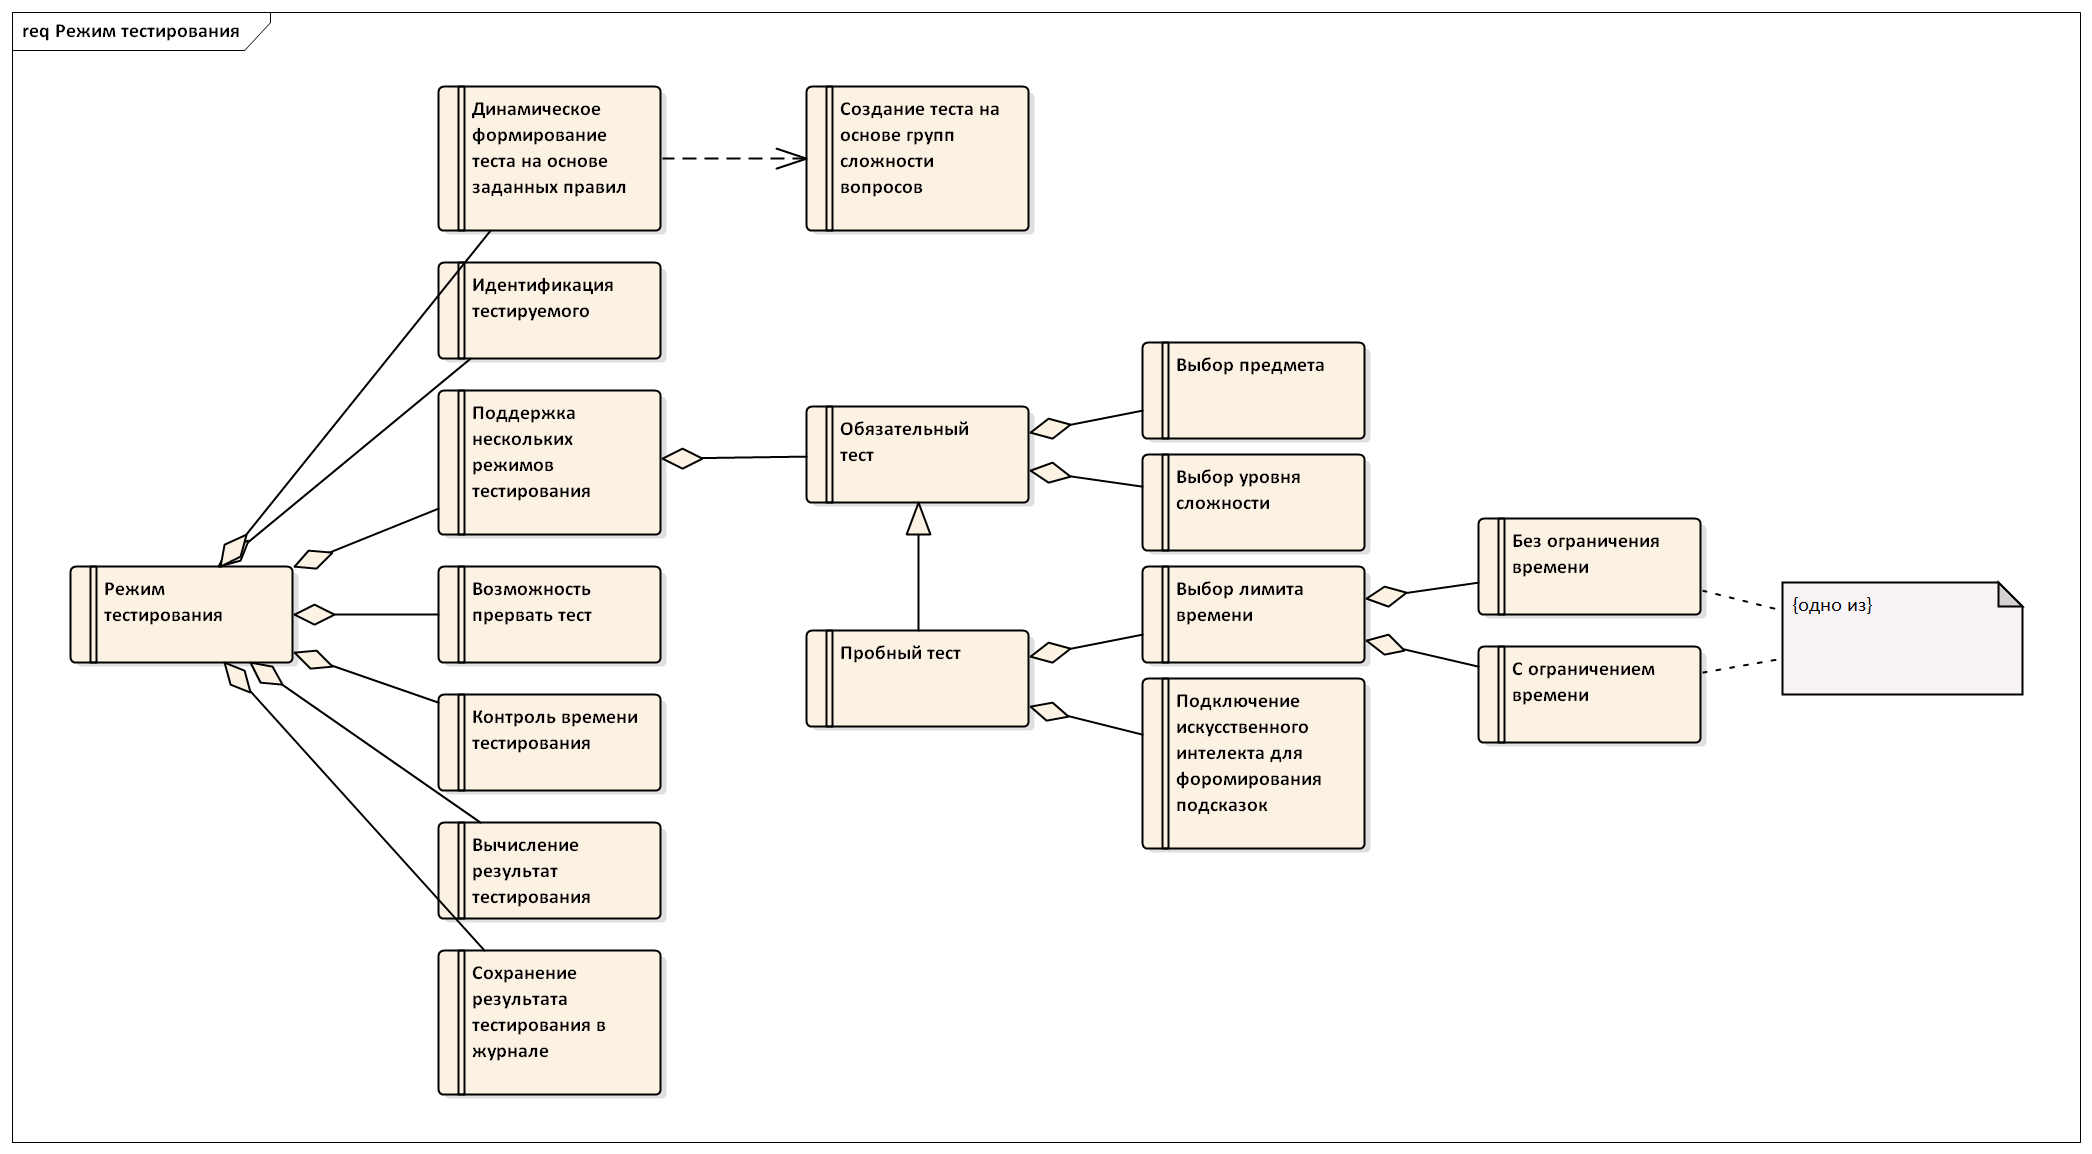 req Режим тестирования
Динамическое
формирование
теста на основе
заданных правил
Создание теста на
основе групп
сложности
вопросов
Идентификация
тестируемого
Поддержка
нескольких
режимов
тестирования
Обязательный
тест
Выбор предмета
Выбор уровня
сложности
Режим
тестирования
Возможность
прервать тест
Пробный тест
Выбор лимита
времени
Без ограничения
времени
{одно из}
С ограничением
времени
Подключение
искусственного
интелекта для
форомирования
подсказок
Контроль времени
тестирования
Вычисление
результат
тестирования
Сохранение
результата
тестирования в
журнале